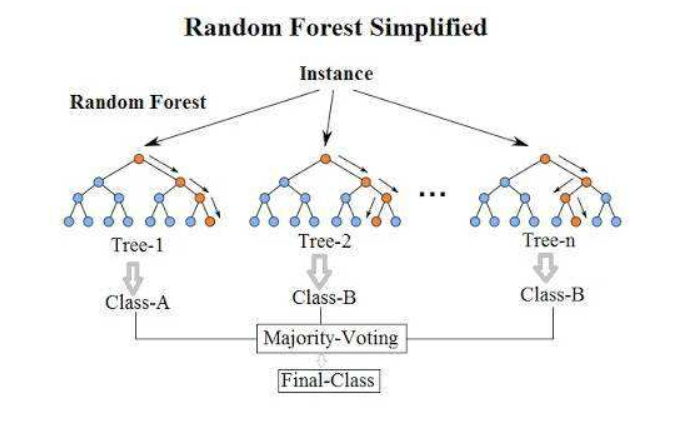 Random Forest Simplified
Instance
Random Forest
...
Tree-1
Tree-2
Tree-n
Class-A
Class-B
Class-B
Majority-Voting
Final-Class